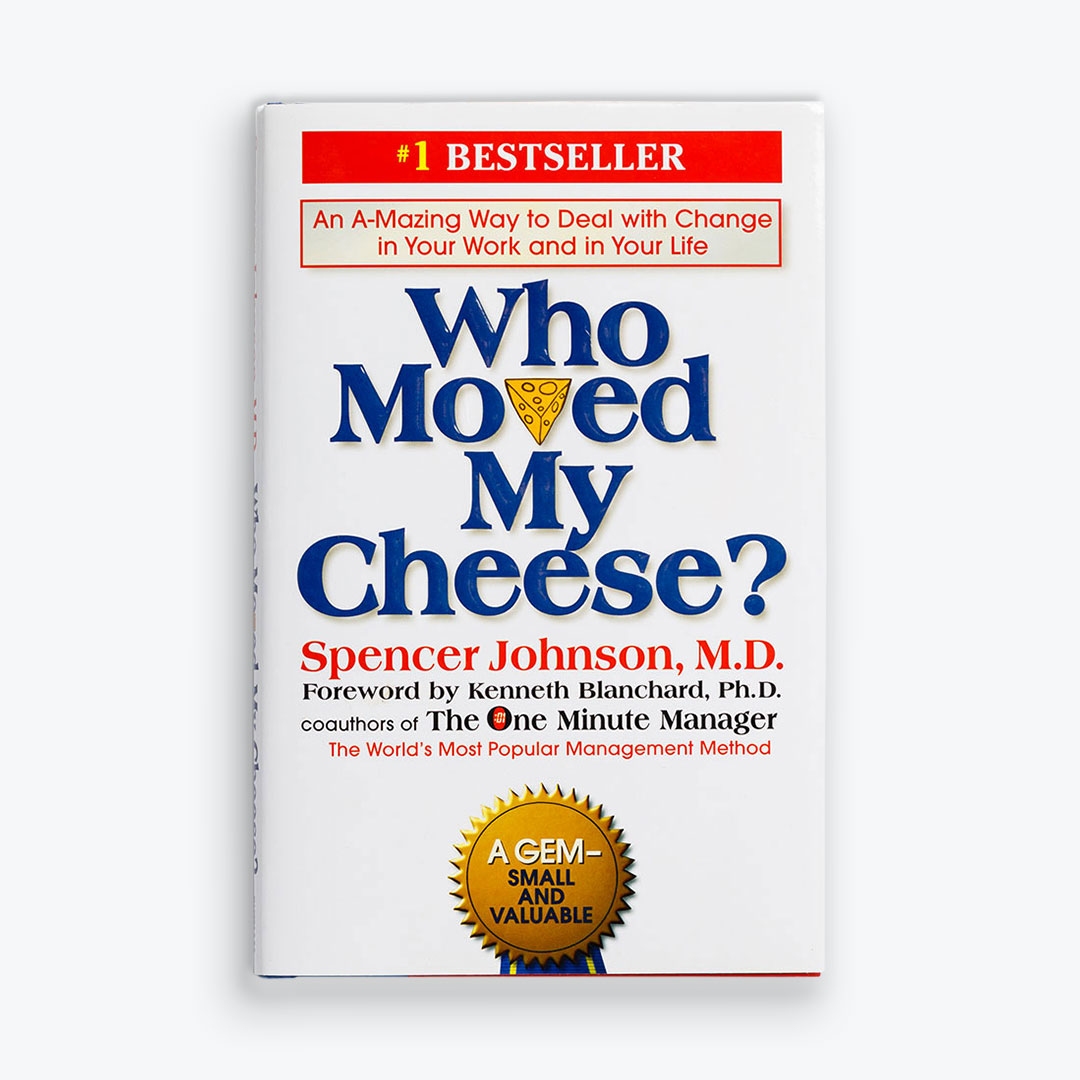 #1 BESTSELLER
An A-Mazing Way to Deal with Change
in Your Work and in Your Life
Who
Moved
My
Cheese?
Spencer Johnson, M.D.
Foreword by Kenneth Blanchard, Ph.D.
coauthors of The One Minute Manager
The World's Most Popular Management Method
A GEM–
SMALL
AND
VALUABLE